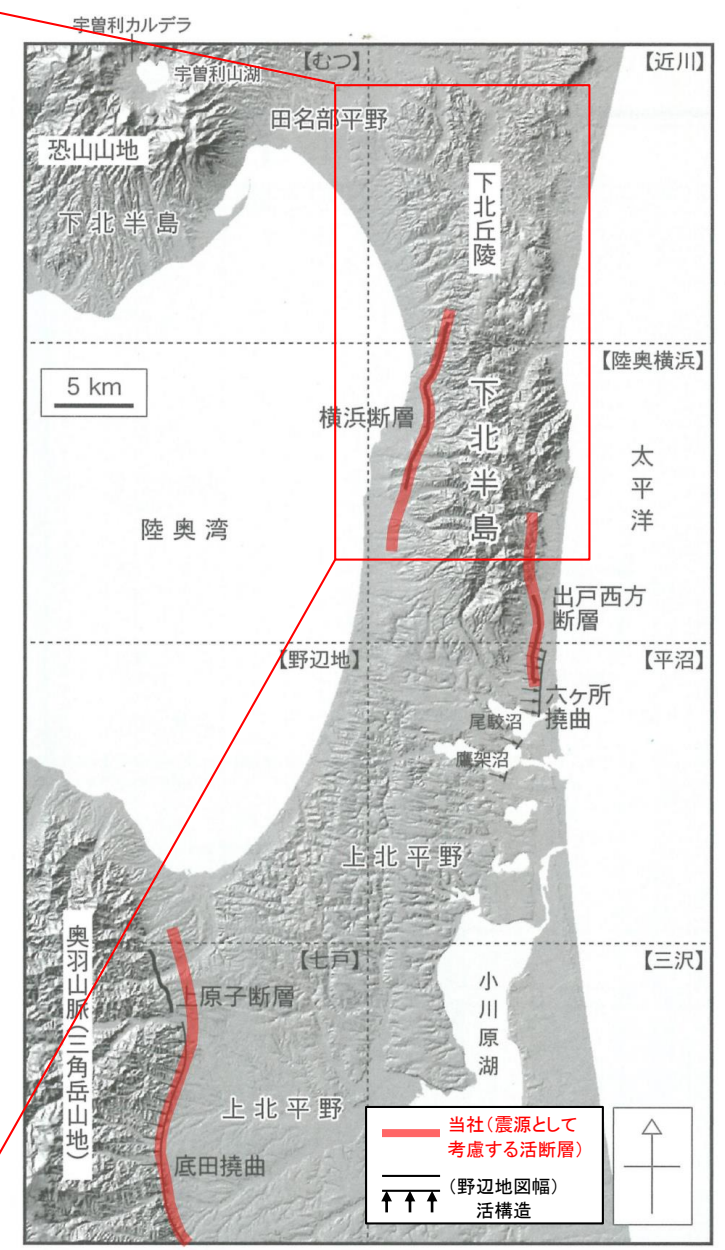 宇曽利カルデラ
【むつ】
【近川】
宇曽利山湖
田名部平野
恐山山地
下北半島
下北丘陵
【陸奥横浜】
5 km
横浜断層
下北半島
太平洋
陸奥湾
出戸西方
断層
【野辺地】
【平沼】
六ヶ所
撓曲
尾駮沼
鷹架沼
上北平野
奥羽山脈(三角岳山地)
【七戸】
【三沢】
上原子断層
小川原湖
上北平野
底田撓曲
当社(震源として
考慮する活断層)
(野辺地図幅)
活構造